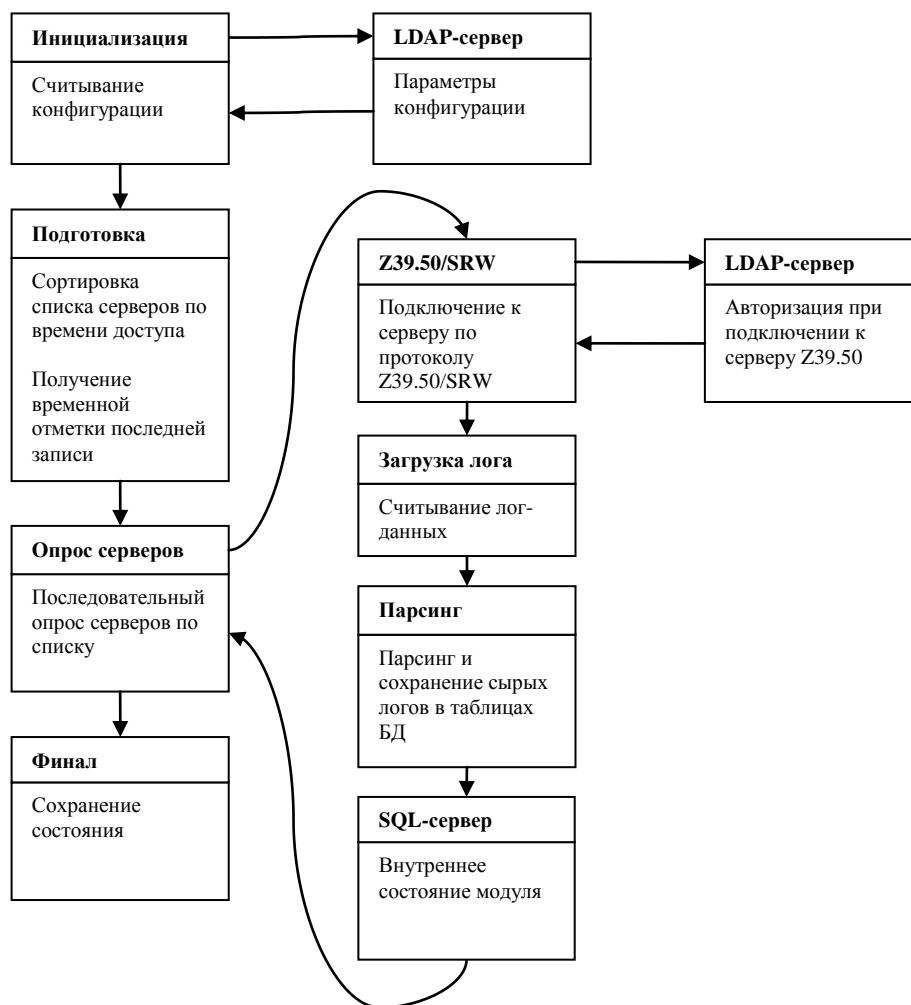 Инициализация
Считывание
конфигурации
LDAP-сервер
Параметры
конфигурации
Подготовка
Сортировка
списка серверов по
времени доступа
Получение
временной
отметки последней
записи
Опрос серверов
Последовательный
опрос серверов по
списку
Финал
Сохранение
состояния
Z39.50/SRW
Подключение к
серверу по
протоколу
Z39.50/SRW
LDAP-сервер
Авторизация при
подключении к
серверу Z39.50
Загрузка лога
Считывание лог-
данных
Парсинг
Парсинг и
сохранение сырых
логов в таблицах
БД
SQL-сервер
Внутреннее
состояние модуля